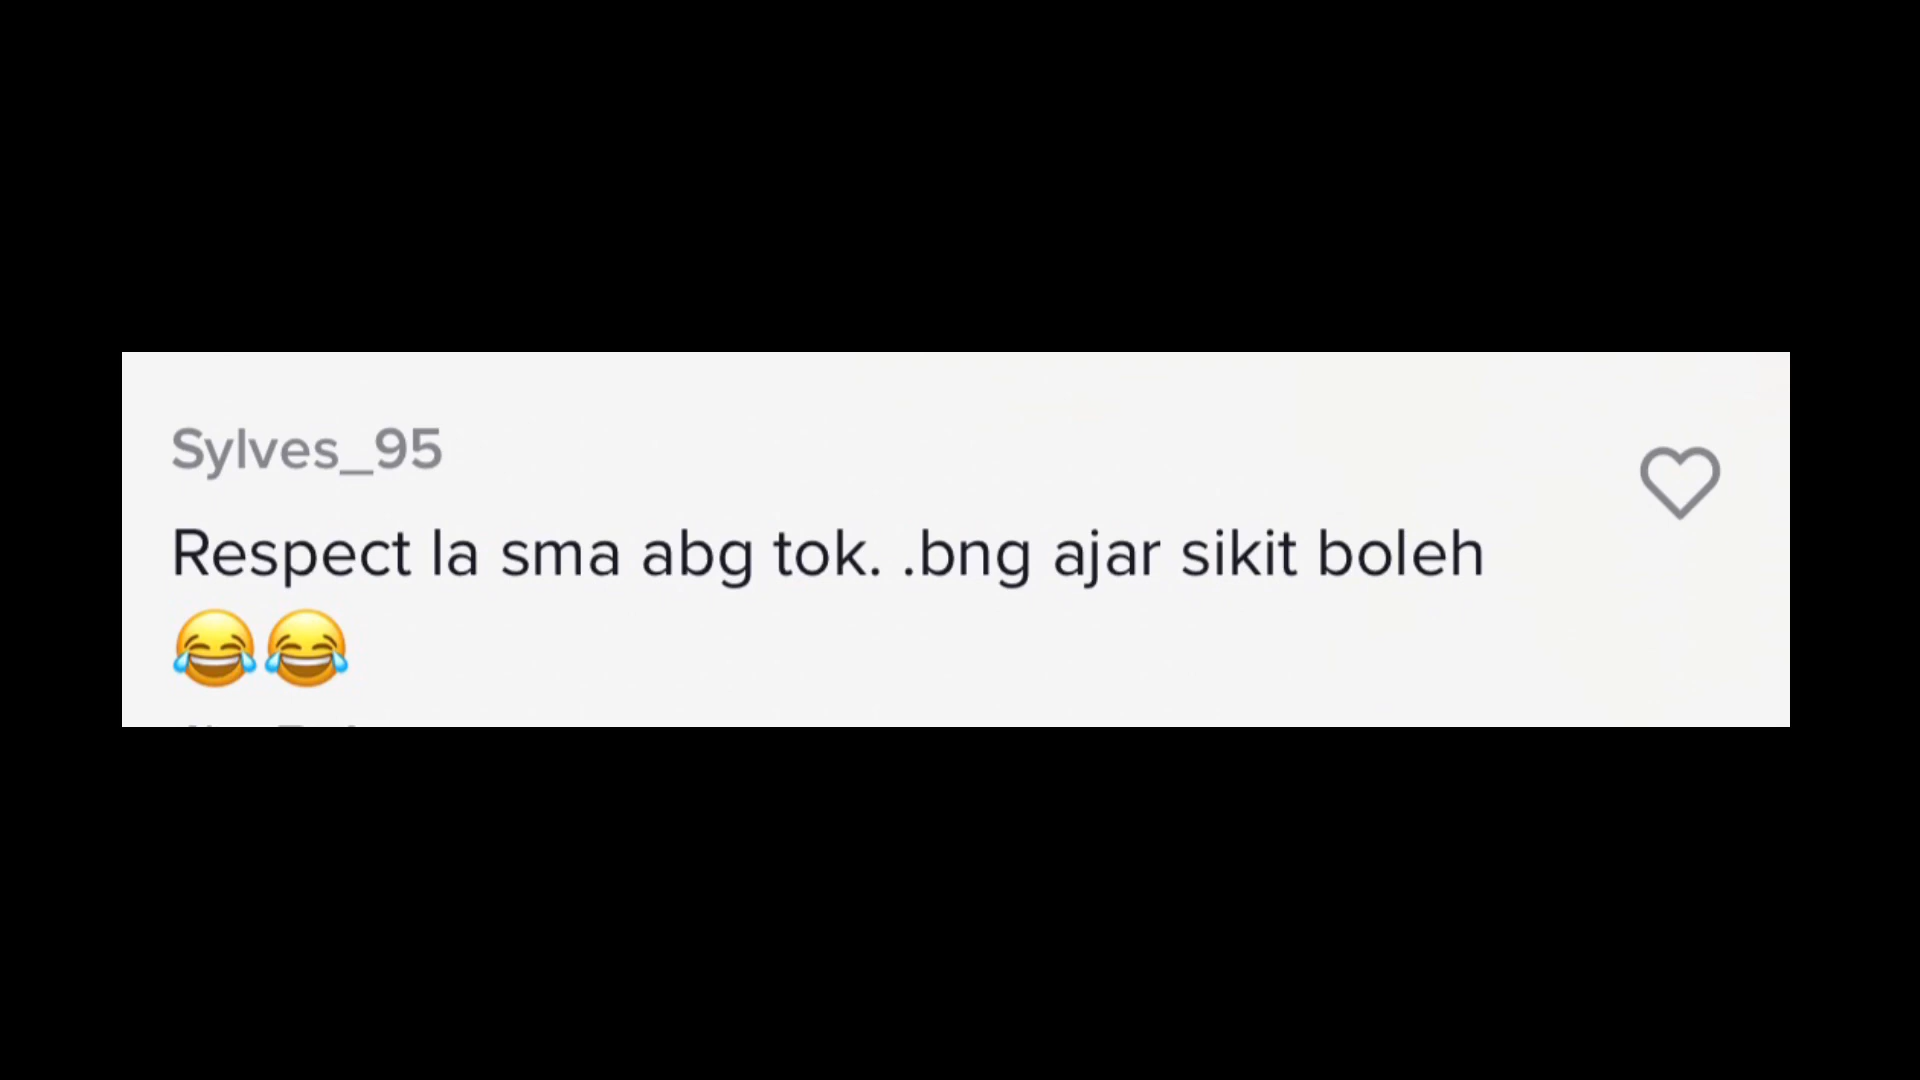 Sylves_95
Respect la sma abg tok. .bng ajar sikit boleh
😂😂